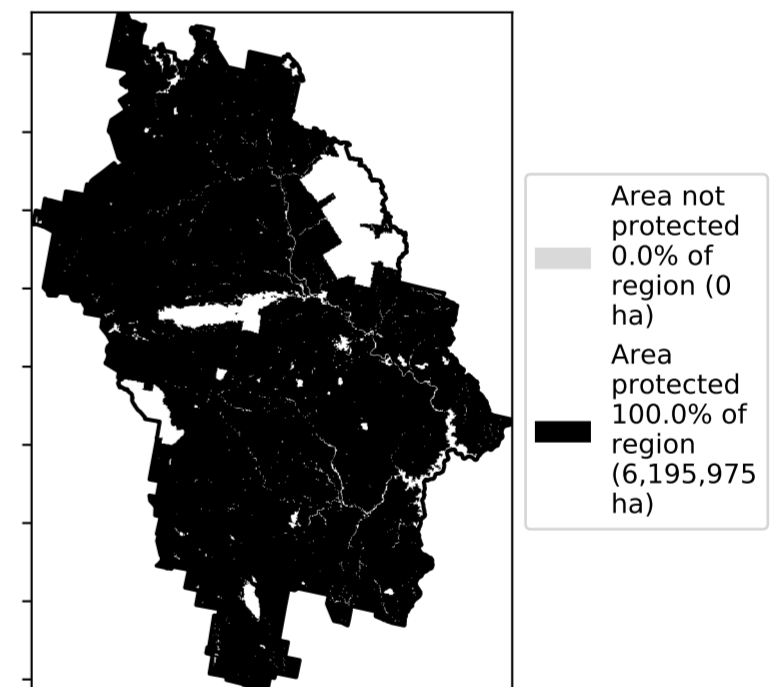 Area not
protected
0.0% of
region (0
ha)
Area
protected
100.0% of
region
(6,195,975
ha)